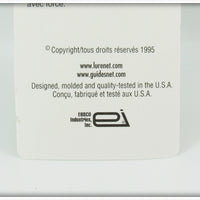 avec force.
© Copyright/tous droits réservés 1995
www.lurenet.com
www.guidesnet.com
Designed, molded and quality-tested in the U.S.A.
Conçu, fabriqué et testé aux U.S.A.
EBSCO
Industries,
Inc.
ei